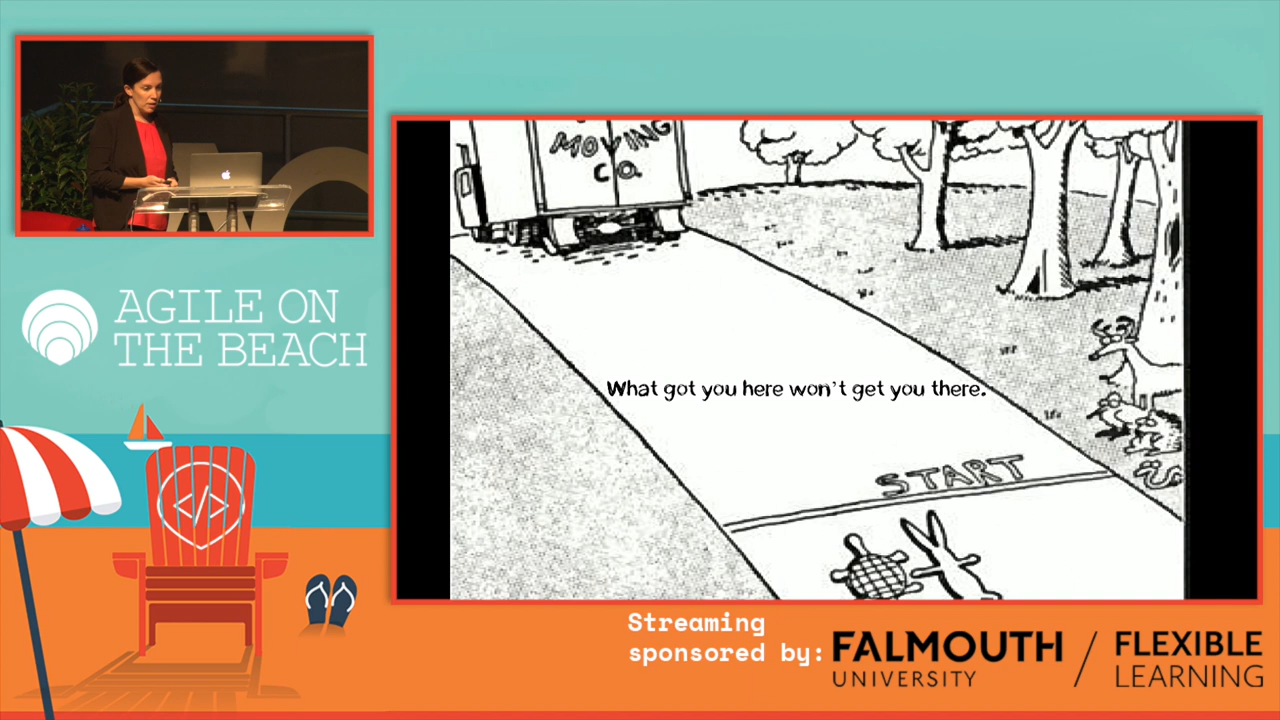 AGILE ON
THE BEACH
MOVING
CO.
What got you here won't get you there.
START
</>
Streaming
sponsored by:
FALMOUTH
UNIVERSITY
/
FLEXIBLE
LEARNING